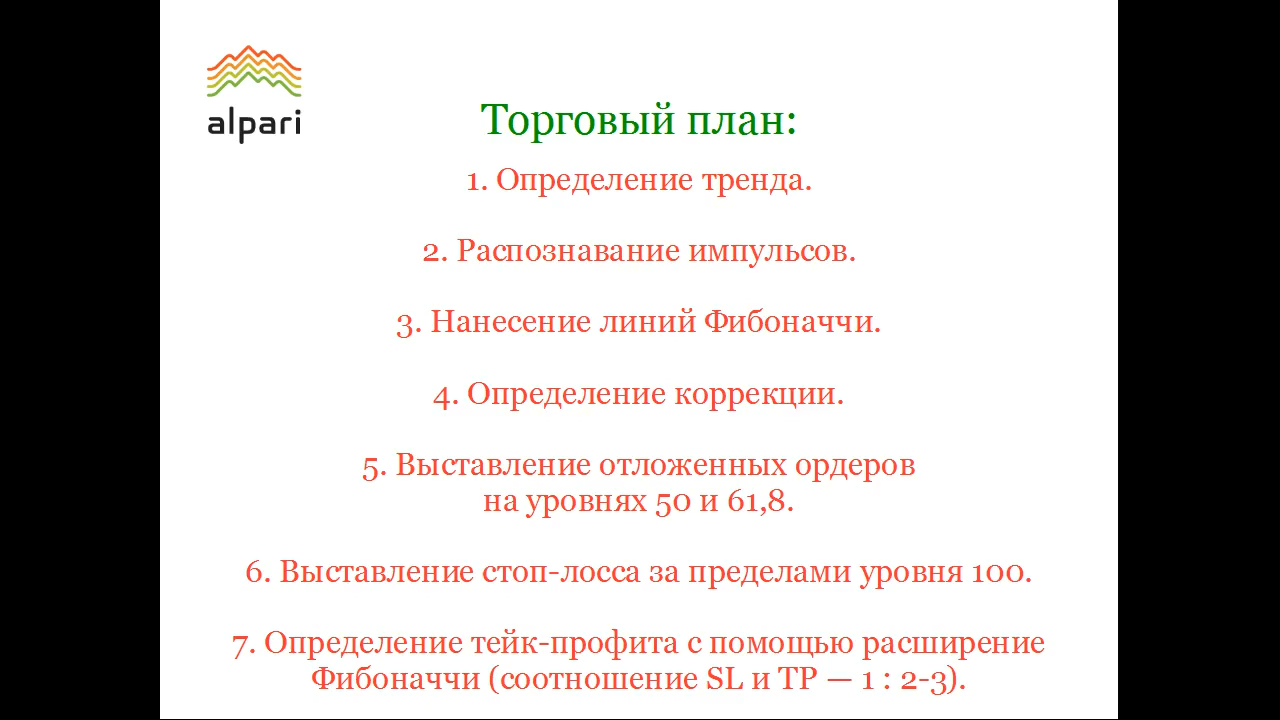 alpari
Торговый план:
1. Определение тренда.
2. Распознавание импульсов.
3. Нанесение линий Фибоначчи.
4. Определение коррекции.
5. Выставление отложенных ордеров
на уровнях 50 и 61,8.
6. Выставление стоп-лосса за пределами уровня 100.
7. Определение тейк-профита с помощью расширение
Фибоначчи (соотношение SL и TP — 1 : 2-3).